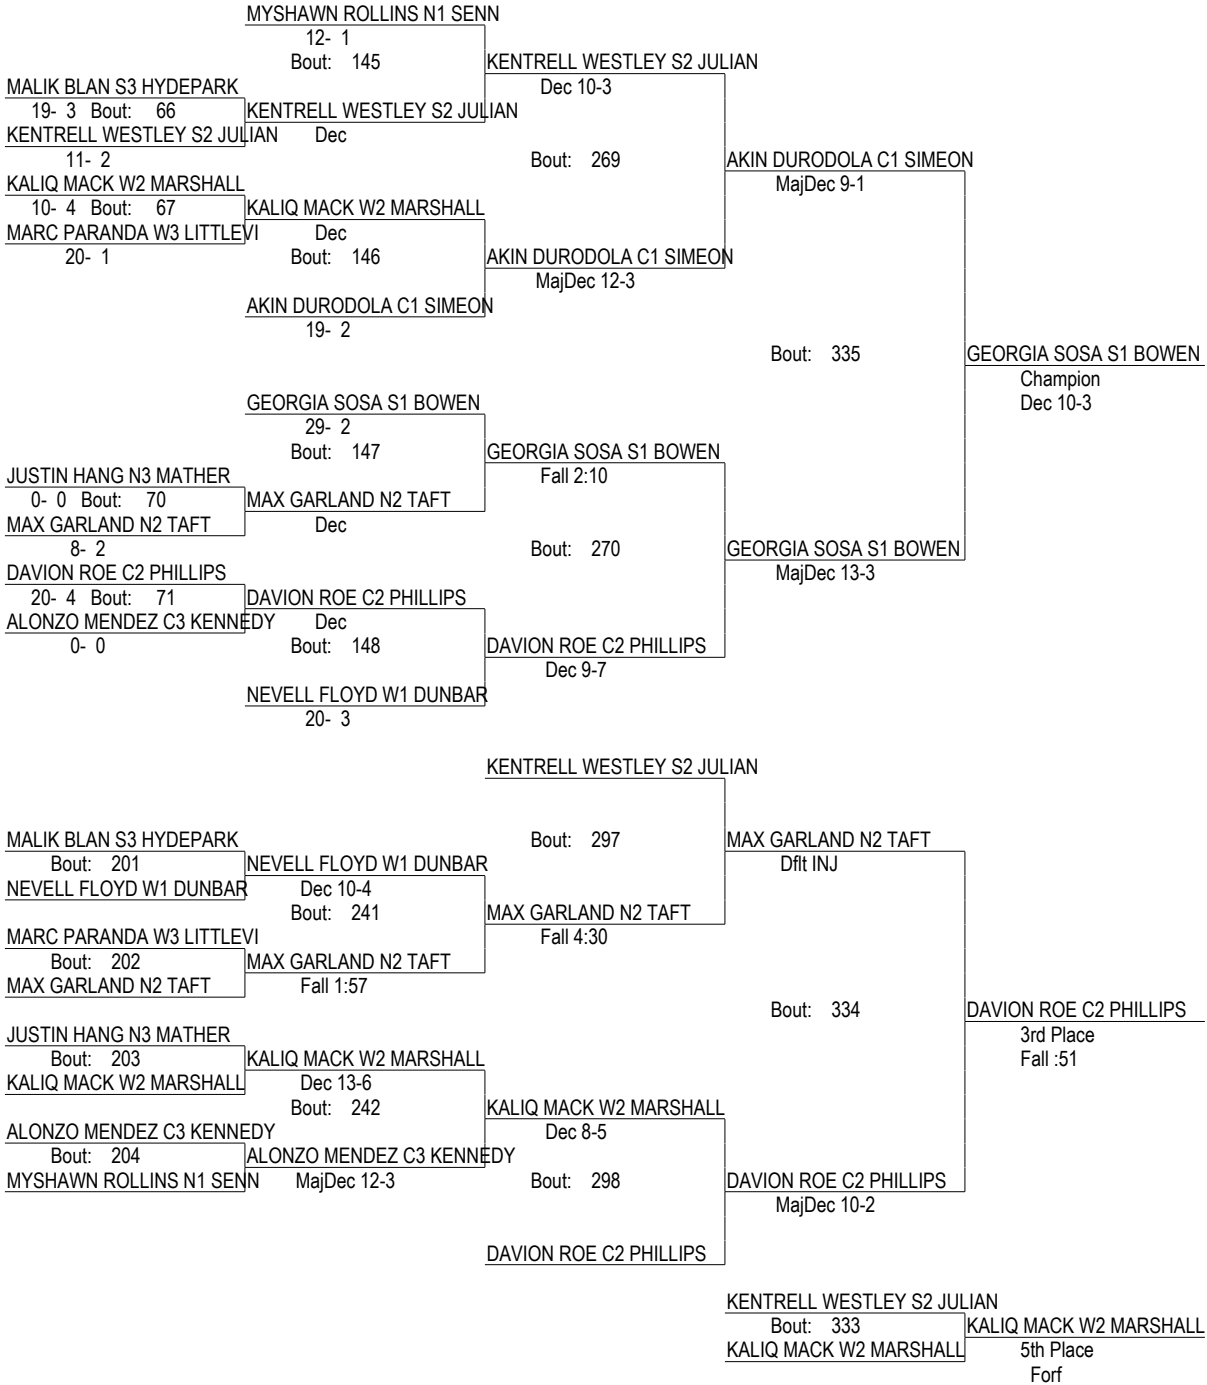 MYSHAWN ROLLINS N1 SENN
12- 1
Bout: 145
KENTRELL WESTLEY S2 JULIAN
MALIK BLAN S3 HYDEPARK
Dec 10-3
19- 3 Bout: 66
KENTRELL WESTLEY S2 JULIAN
KENTRELL WESTLEY S2 JULIAN
Dec
11- 2
Bout: 269
AKIN DURODOLA C1 SIMEON
KALIQ MACK W2 MARSHALL
MajDec 9-1
10- 4 Bout: 67
KALIQ MACK W2 MARSHALL
MARC PARANDA W3 LITTLEVI
Dec
20- 1
Bout: 146
AKIN DURODOLA C1 SIMEON
MajDec 12-3
AKIN DURODOLA C1 SIMEON
19- 2
Bout: 335
GEORGIA SOSA S1 BOWEN
Champion
Dec 10-3
GEORGIA SOSA S1 BOWEN
29- 2
Bout: 147
GEORGIA SOSA S1 BOWEN
JUSTIN HANG N3 MATHER
Fall 2:10
0- 0 Bout: 70
MAX GARLAND N2 TAFT
MAX GARLAND N2 TAFT
Dec
8- 2
Bout: 270
GEORGIA SOSA S1 BOWEN
DAVION ROE C2 PHILLIPS
MajDec 13-3
20- 4 Bout: 71
DAVION ROE C2 PHILLIPS
ALONZO MENDEZ C3 KENNEDY
Dec
0- 0
Bout: 148
DAVION ROE C2 PHILLIPS
Dec 9-7
NEVELL FLOYD W1 DUNBAR
20- 3
KENTRELL WESTLEY S2 JULIAN
MALIK BLAN S3 HYDEPARK
Bout: 297
MAX GARLAND N2 TAFT
Bout: 201
NEVELL FLOYD W1 DUNBAR
Dflt INJ
NEVELL FLOYD W1 DUNBAR
Dec 10-4
Bout: 241
MAX GARLAND N2 TAFT
MARC PARANDA W3 LITTLEVI
Fall 4:30
Bout: 202
MAX GARLAND N2 TAFT
MAX GARLAND N2 TAFT
Fall 1:57
Bout: 334
DAVION ROE C2 PHILLIPS
JUSTIN HANG N3 MATHER
3rd Place
Bout: 203
KALIQ MACK W2 MARSHALL
Fall :51
KALIQ MACK W2 MARSHALL
Dec 13-6
Bout: 242
KALIQ MACK W2 MARSHALL
ALONZO MENDEZ C3 KENNEDY
Dec 8-5
Bout: 204
ALONZO MENDEZ C3 KENNEDY
MYSHAWN ROLLINS N1 SENN
MajDec 12-3
Bout: 298
DAVION ROE C2 PHILLIPS
MajDec 10-2
DAVION ROE C2 PHILLIPS
KENTRELL WESTLEY S2 JULIAN
Bout: 333
KALIQ MACK W2 MARSHALL
KALIQ MACK W2 MARSHALL
5th Place
Forf